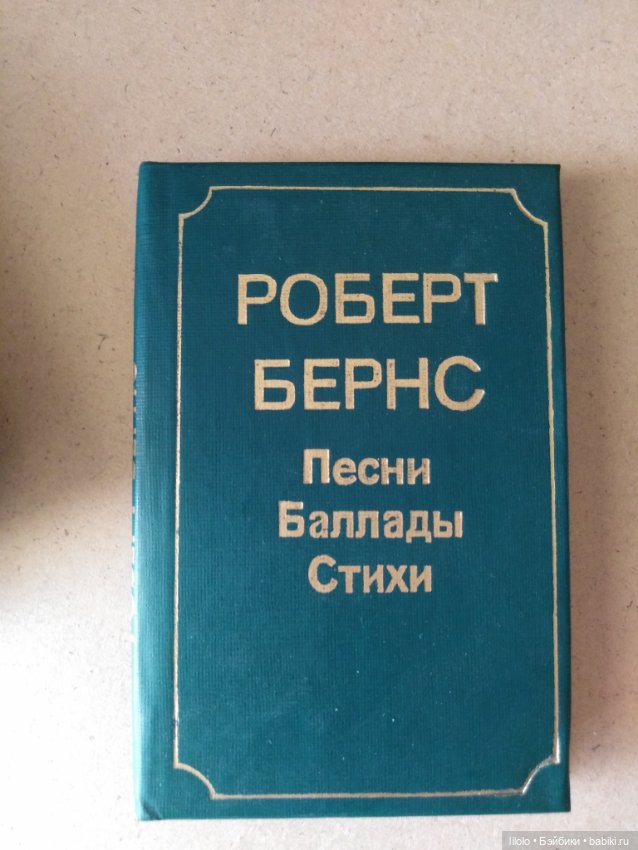 РОБЕРТ
БЕРНС
Песни
Баллады
Стихи
lilolo • Бэйбики • babiki.ru